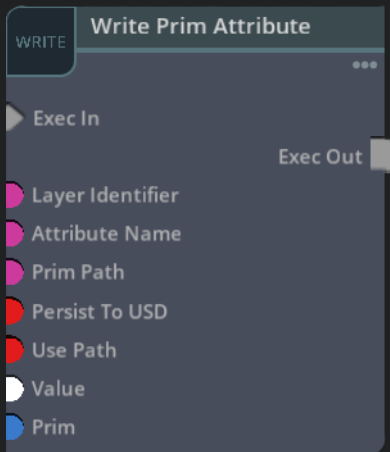 WRITE
Write Prim Attribute
Exec In
Exec Out
Layer Identifier
Attribute Name
Prim Path
Persist To USD
Use Path
Value
Prim